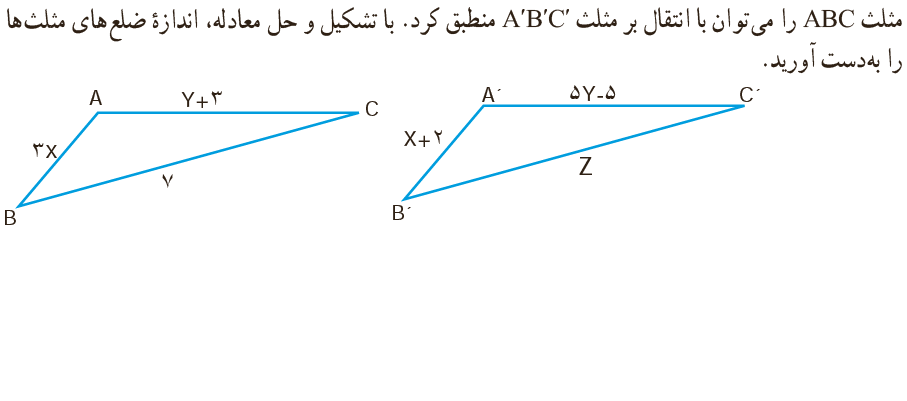 مثلث ABC را می‌توان با انتقال بر مثلث A′B′C′ منطبق کرد. با تشکیل و حل معادله، اندازهٔ ضلع‌های مثلث‌ها
را به‌دست آورید.
A
Y+۳
C
۳X
۷
B
A′
۵Y-۵
C′
X+۲
Z
B′